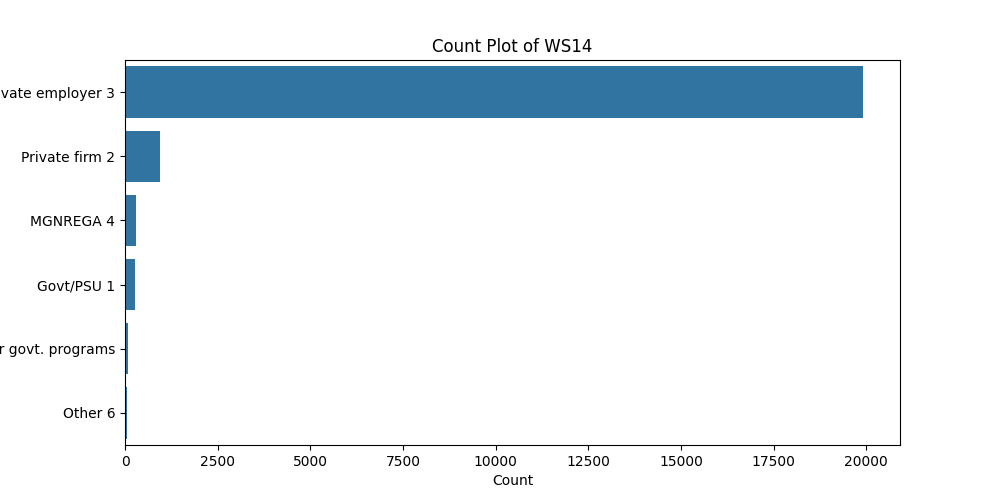 Count Plot of WS14
vate employer 3
Private firm 2
MGNREGA 4
Govt/PSU 1
r govt. programs
Other 6
0 2500 5000 7500 10000 12500 15000 17500 20000
Count